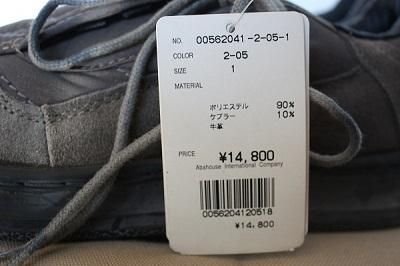 NO. 00562041-2-05-1
COLOR 2-05
SIZE 1
MATERIAL
ポリエステル 90%
ケブラー 10%
牛革
PRICE ¥14,800
Abahouse International Company
0056204120518
¥14,800